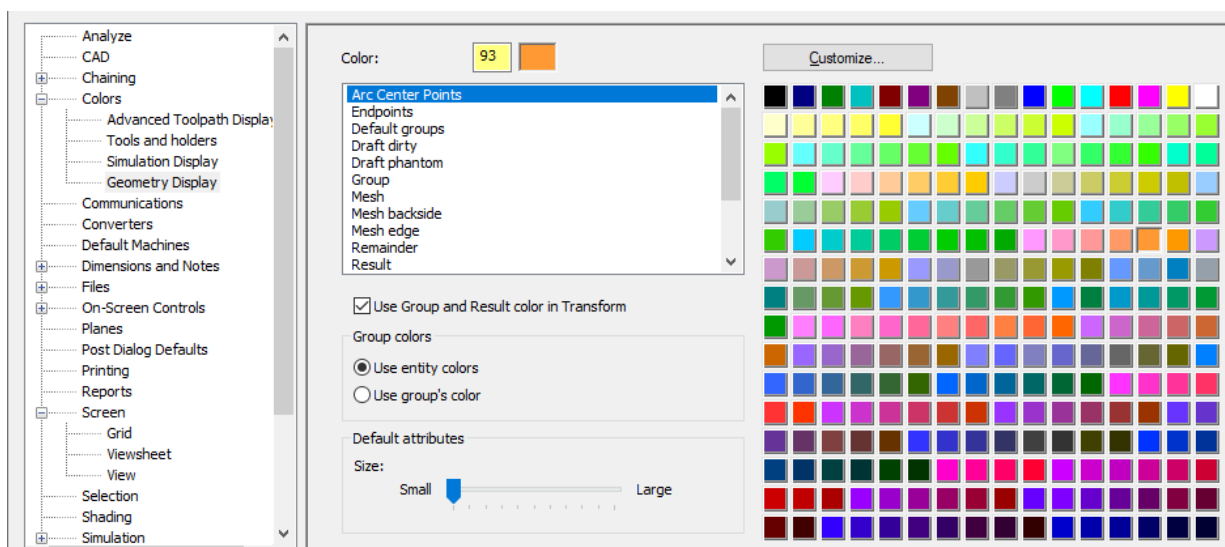 Analyze
CAD
Chaining
Colors
Advanced Toolpath Display
Tools and holders
Simulation Display
Geometry Display
Communications
Converters
Default Machines
Dimensions and Notes
Files
On-Screen Controls
Planes
Post Dialog Defaults
Printing
Reports
Screen
Grid
Viewsheet
View
Selection
Shading
Simulation
Color:
93
Customize...
Arc Center Points
Endpoints
Default groups
Draft dirty
Draft phantom
Group
Mesh
Mesh backside
Mesh edge
Remainder
Result
Use Group and Result color in Transform
Group colors
Use entity colors
Use group's color
Default attributes
Size:
Small
Large